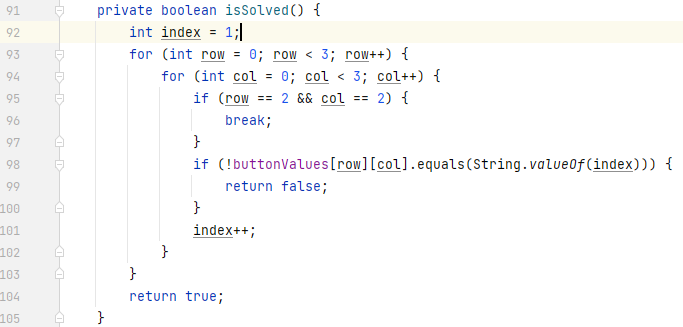 91 private boolean isSolved() {
92 int index = 1;
93 for (int row = 0; row < 3; row++) {
94 for (int col = 0; col < 3; col++) {
95 if (row == 2 && col == 2) {
96 break;
97 }
98 if (!buttonValues[row][col].equals(String.valueOf(index))) {
99 return false;
100 }
101 index++;
102 }
103 }
104 return true;
105 }